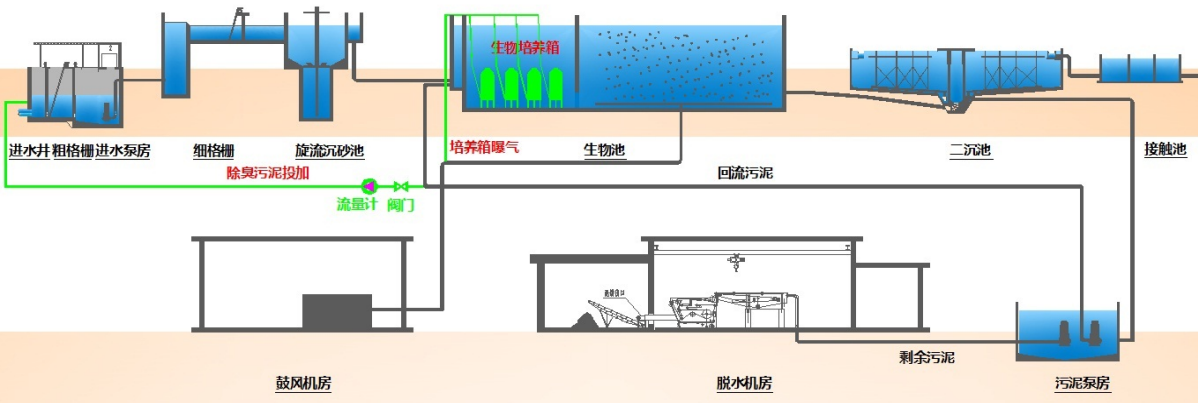 生物培养箱
进水井
粗格栅
进水泵房
细格栅
旋流沉砂池
培养箱曝气
生物池
二沉池
接触池
除臭污泥投加
回流污泥
流量计
阀门
剩余污泥
鼓风机房
脱水机房
污泥泵房